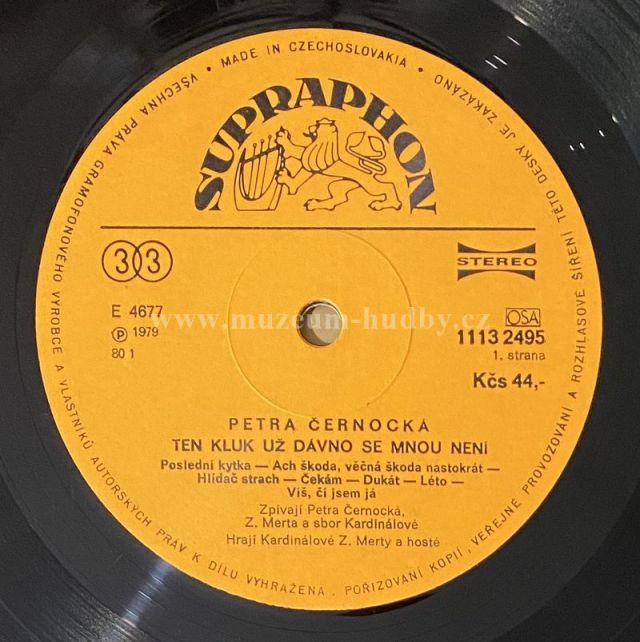 • MADE IN CZECHOSLOVAKIA •
VŠECHNA PRÁVA GRAMOFONOVÉHO VÝROBCE A VLASTNÍKŮ AUTORSKÝCH PRÁV K DÍLU VYHRAŽENA. POŘIZOVÁNÍ KOPIÍ, VEŘEJNÉ PROVOZOVÁNÍ A ROZHLASOVÉ ŠÍŘENÍ TÉTO DESKY JE ZAKÁZÁNO
SUPRAPHON
33
STEREO
E 4677
Ⓟ 1979
80 1
www.muzeum-hudby.cz
OSA
1113 2495
1. strana
Kčs 44,-
PETRA ČERNOCKÁ
TEN KLUK UŽ DÁVNO SE MNOU NENÍ
Poslední kytka — Ach škoda, věčná škoda nastokrát —
Hlídač strach — Čekám — Dukát — Léto —
Víš, čí jsem já
Zpívají Petra Černocká,
Z. Merta a sbor Kardinálové
Hrají Kardinálové Z. Merty a hosté